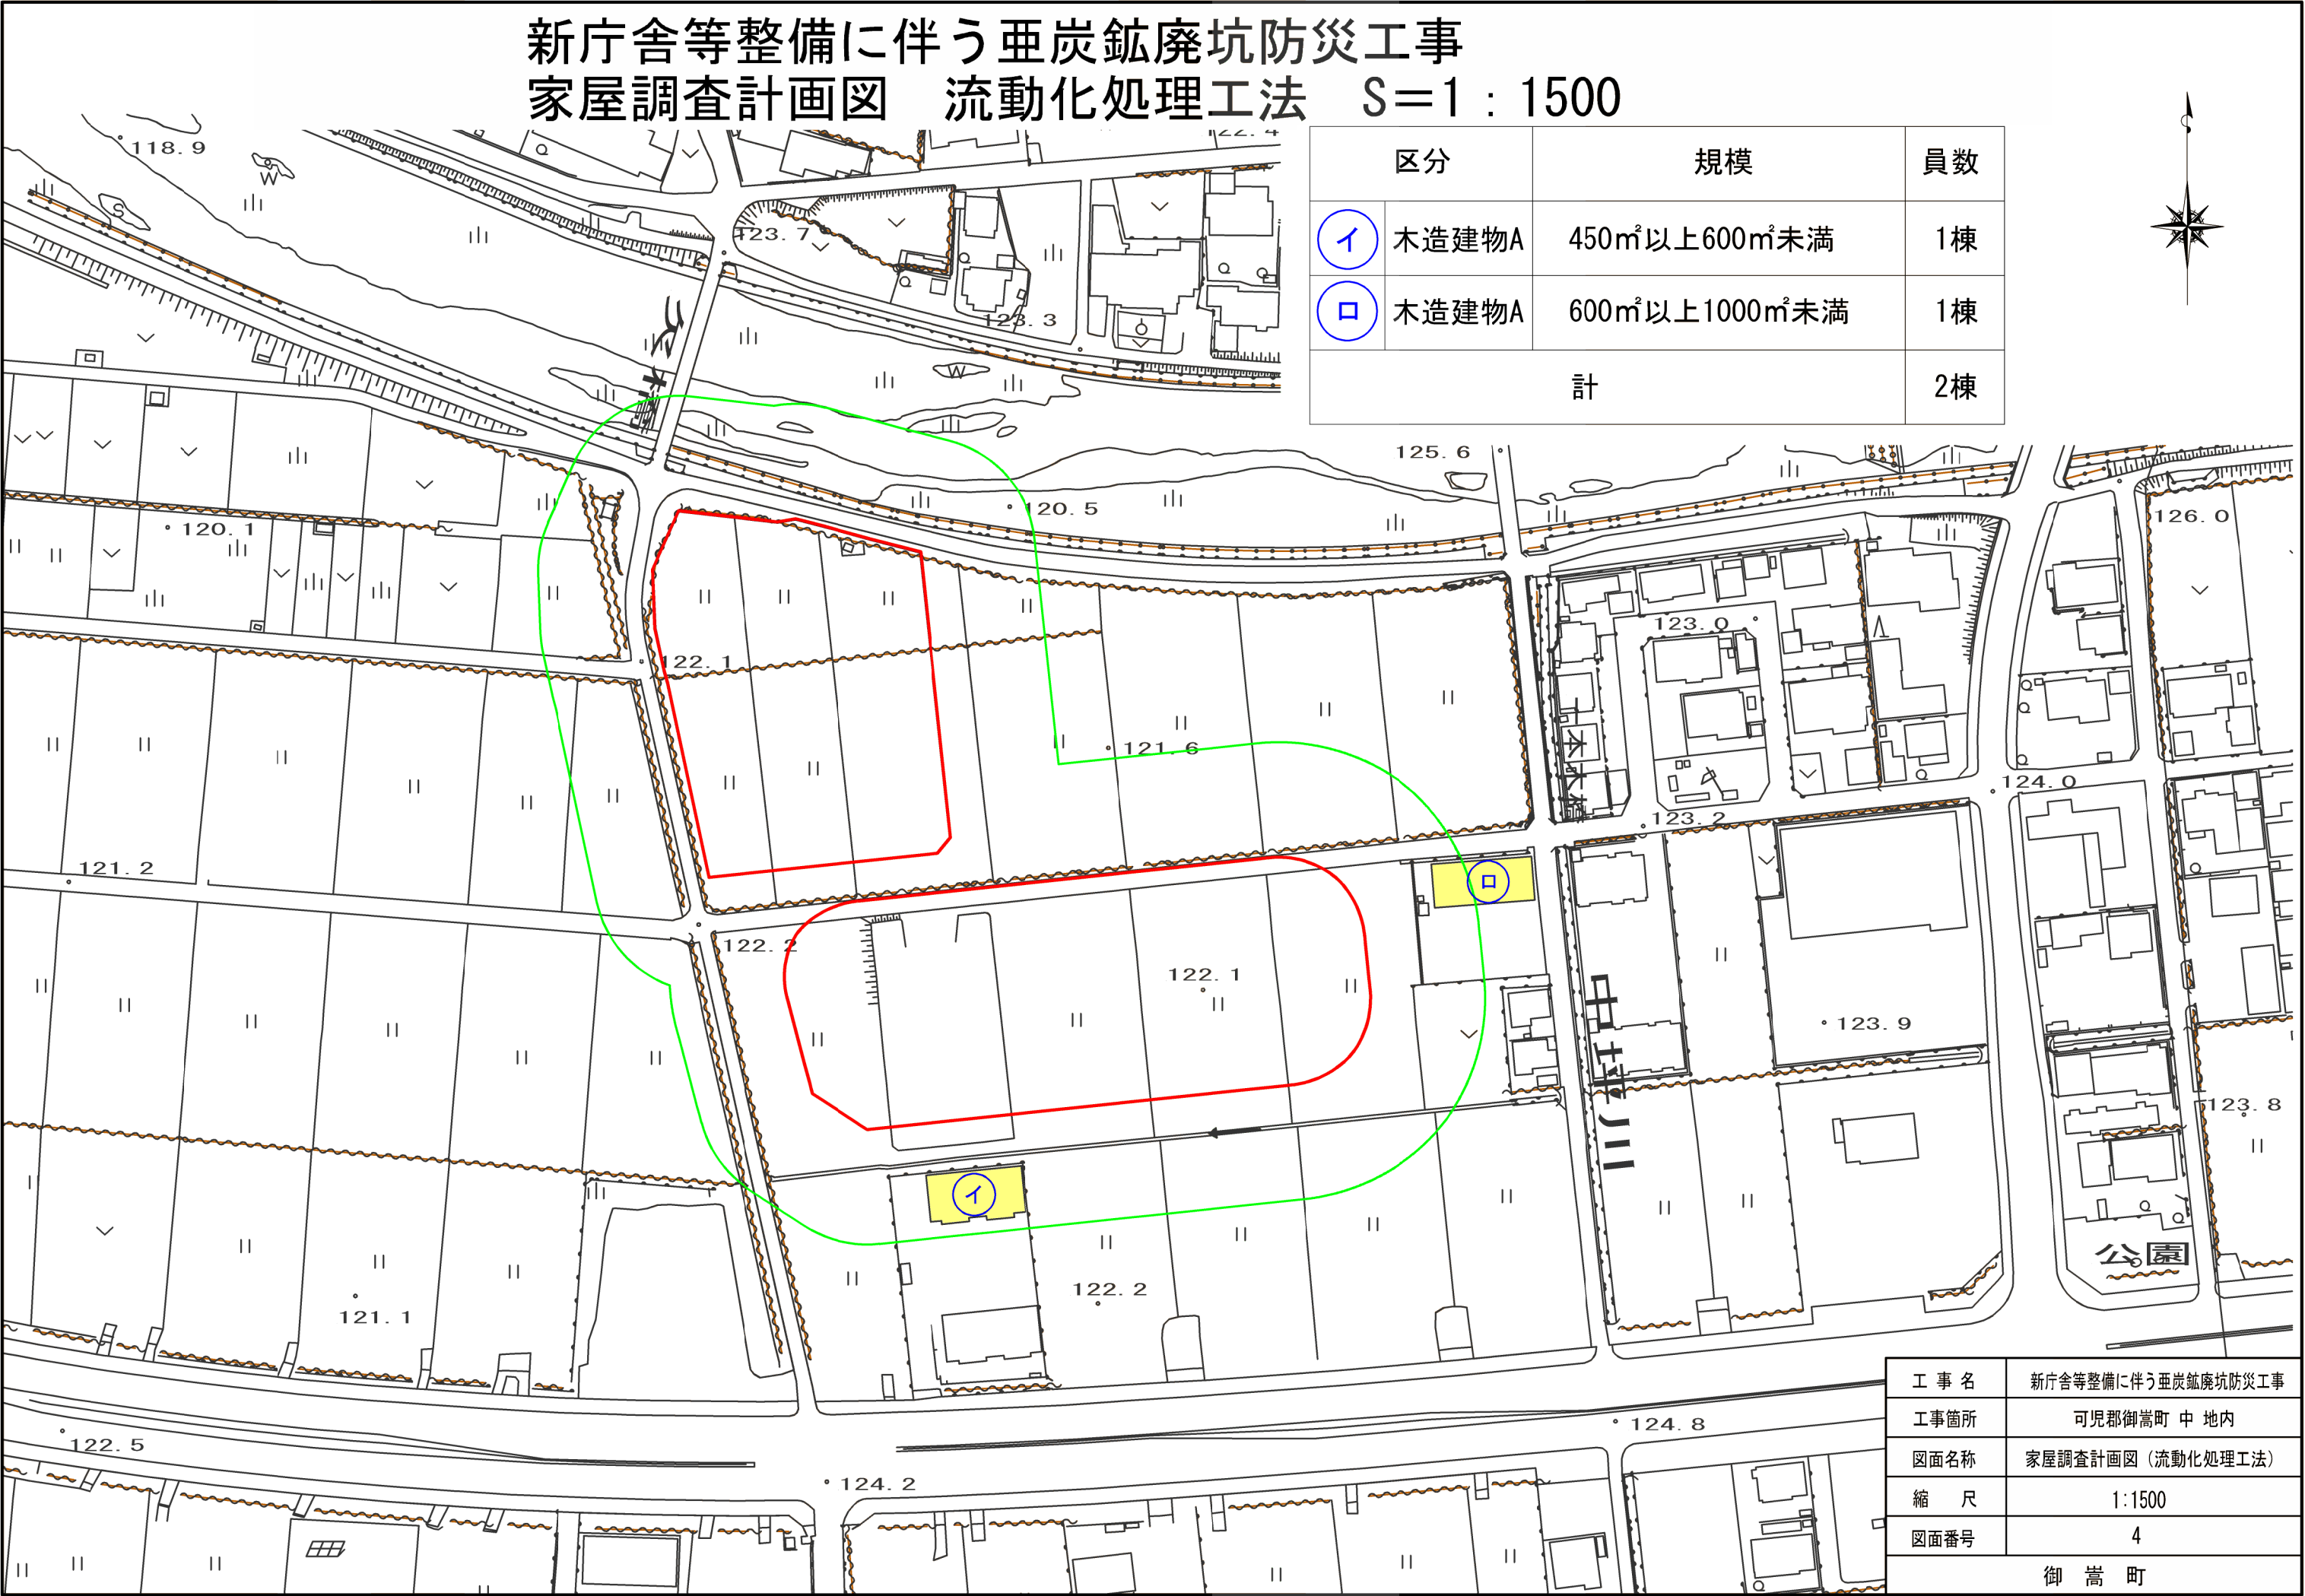 新庁舎等整備に伴う亜炭鉱廃坑防災工事
家屋調査計画図　流動化処理工法　S＝1：1500
区分 規模 員数
イ 木造建物A 450㎡以上600㎡未満 1棟
ロ 木造建物A 600㎡以上1000㎡未満 1棟
計 2棟
118.9
W
S
123.7
122.4
123.3
W
125.6
120.5
120.1
126.0
123.0
122.1
121.6
124.0
123.2
121.2
ロ
122.2
122.1
中切川
123.9
123.8
イ
公園
122.2
121.1
124.8
122.5
124.2
工事名 新庁舎等整備に伴う亜炭鉱廃坑防災工事
工事箇所 可児郡御嵩町 中 地内
図面名称 家屋調査計画図（流動化処理工法）
縮尺 1:1500
図面番号 4
御嵩町